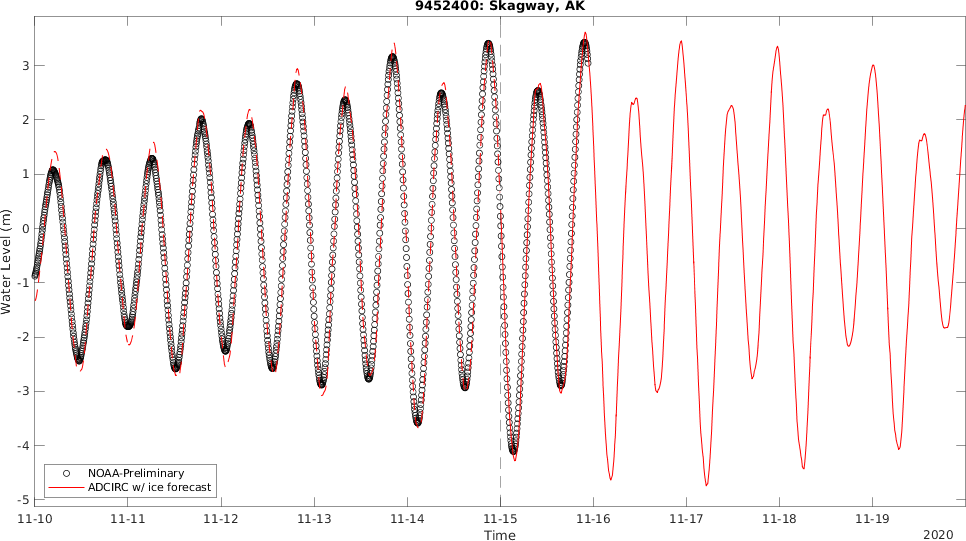 9452400: Skagway, AK
Water Level (m)
3
2
1
0
-1
-2
-3
-4
-5
NOAA-Preliminary
ADCIRC w/ ice forecast
11-10 11-11 11-12 11-13 11-14 11-15 11-16 11-17 11-18 11-19
Time
2020